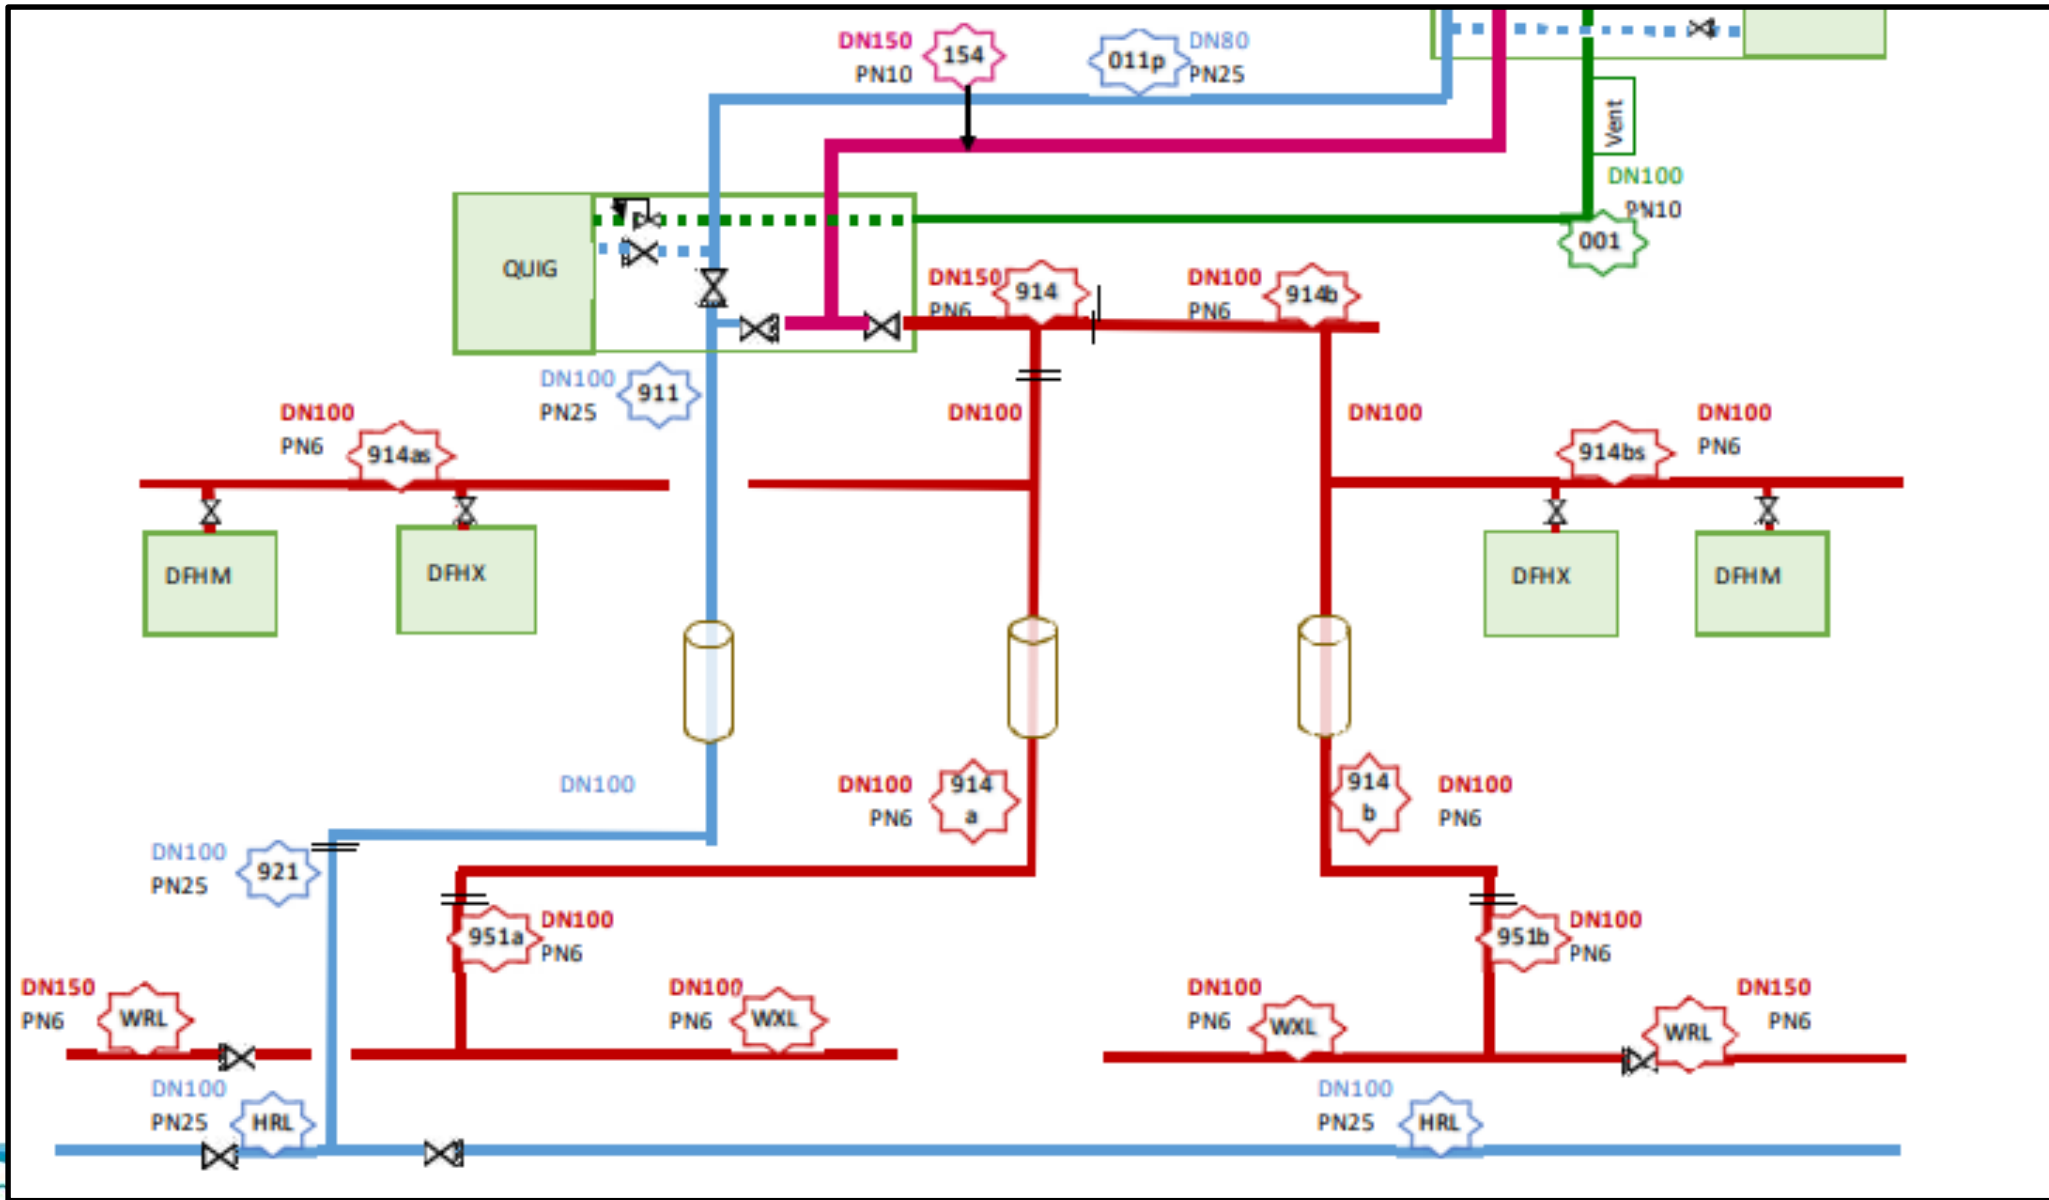 DN150
PN10
154
011p
DN80
PN25
Vent
DN100
PN10
001
QUIG
DN150
PN6
914
DN100
PN6
914b
DN100
PN25
911
DN100
PN6
914as
DN100
DN100
914bs
DN100
PN6
DFHM
DFHX
DFHX
DFHM
DN100
DN100
PN6
914
a
914
b
DN100
PN6
DN100
PN25
921
951a
DN100
PN6
951b
DN100
PN6
DN150
PN6
WRL
DN100
PN6
WXL
DN100
PN6
WXL
WRL
DN150
PN6
DN100
PN25
HRL
DN100
PN25
HRL